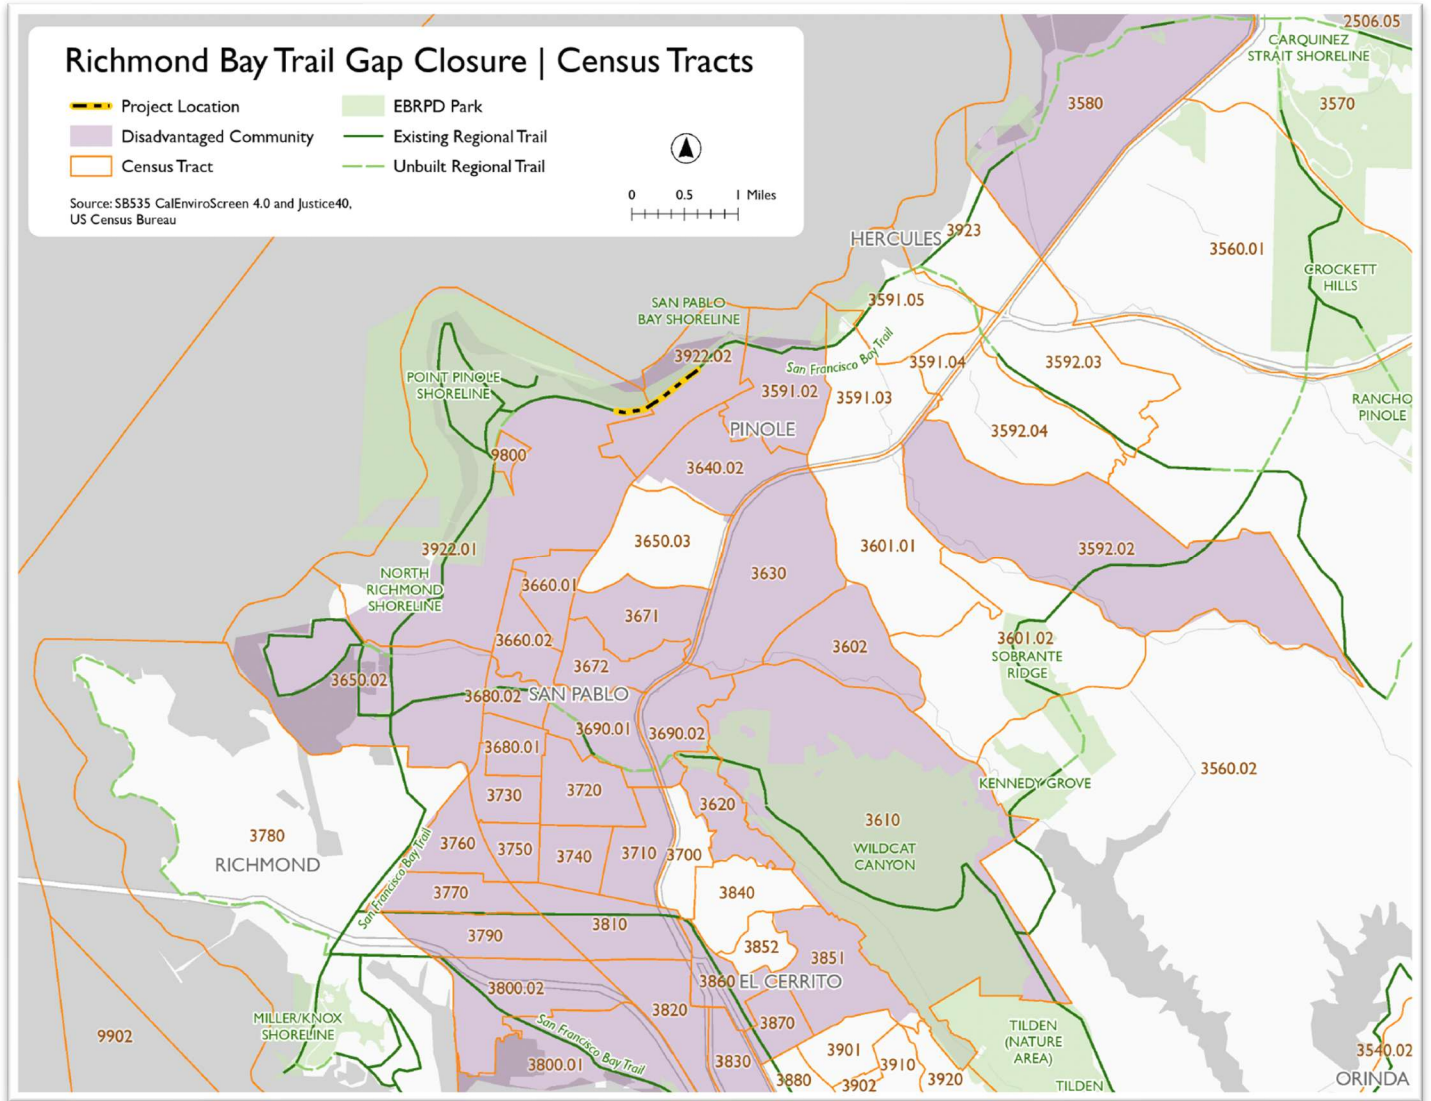 Richmond Bay Trail Gap Closure | Census Tracts
Project Location
Disadvantaged Community
Census Tract
EBRPD Park
Existing Regional Trail
Unbuilt Regional Trail
0 0.5 1 Miles
Source: SB535 CalEnviroScreen 4.0 and Justice40,
US Census Bureau
2506.05
CARQUINEZ
STRAIT SHORELINE
3580
3570
HERCULES
3923
3560.01
CROCKETT
HILLS
3591.05
SAN PABLO
BAY SHORELINE
San Francisco Bay Trail
3922.02
3591.04
3592.03
POINT PINOLE
SHORELINE
3591.02
3591.03
RANCHO
PINOLE
PINOLE
3592.04
9800
3640.02
3650.03
3601.01
3592.02
3922.01
NORTH
RICHMOND
SHORELINE
3660.01
3630
3671
3660.02
3602
3601.02
SOBRANTE
RIDGE
3672
3650.02
3680.02
SAN PABLO
3690.01
3690.02
3680.01
3560.02
KENNEDY GROVE
3730
3720
3620
3610
WILDCAT
CANYON
3780
RICHMOND
San Francisco Bay Trail
3760
3750
3740
3710
3700
3770
3840
3810
3790
3852
3851
3860
EL CERRITO
3800.02
3820
3870
MILLER/KNOX
SHORELINE
9902
San Francisco Bay Trail
TILDEN
(NATURE
AREA)
3800.01
3830
3901
3910
3540.02
3880
3902
3920
TILDEN
ORINDA